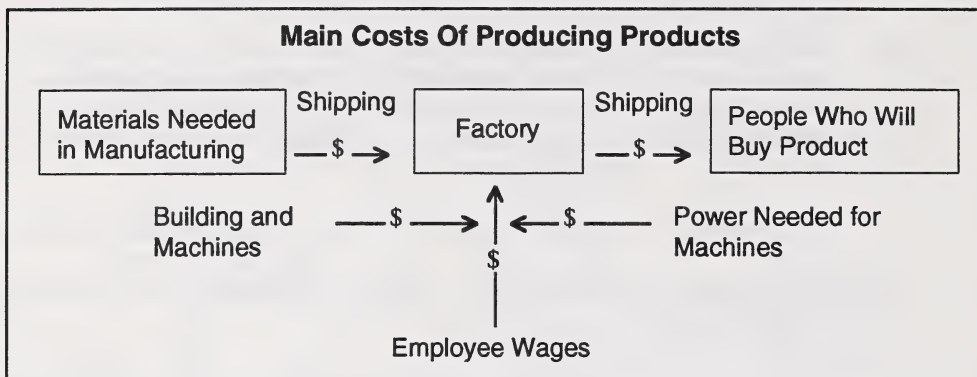 Main Costs Of Producing Products
Shipping
Shipping
Materials Needed
in Manufacturing
$
Factory
$
People Who Will
Buy Product
Building and
Machines
$
$
Power Needed for
Machines
$
Employee Wages